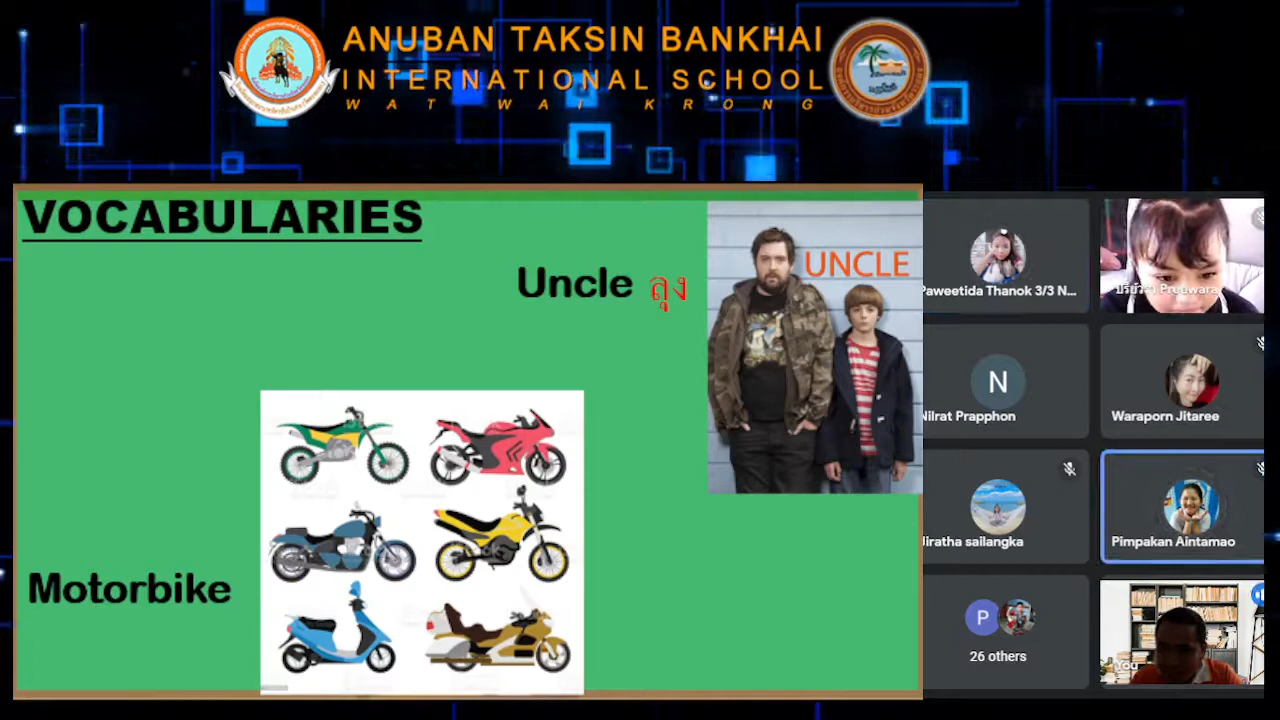 ANUBAN TAKSIN BANKHAI
INTERNATIONAL SCHOOL
WAT WAI KRONG
VOCABULARIES
Uncle ลุง
UNCLE
Motorbike
Paweetida Thanok 3/3 N...
Preewara
N
Nilrat Prapphon
Waraporn Jitaree
Jiratha sailangka
Pimpakan Aintamao
P
26 others
You